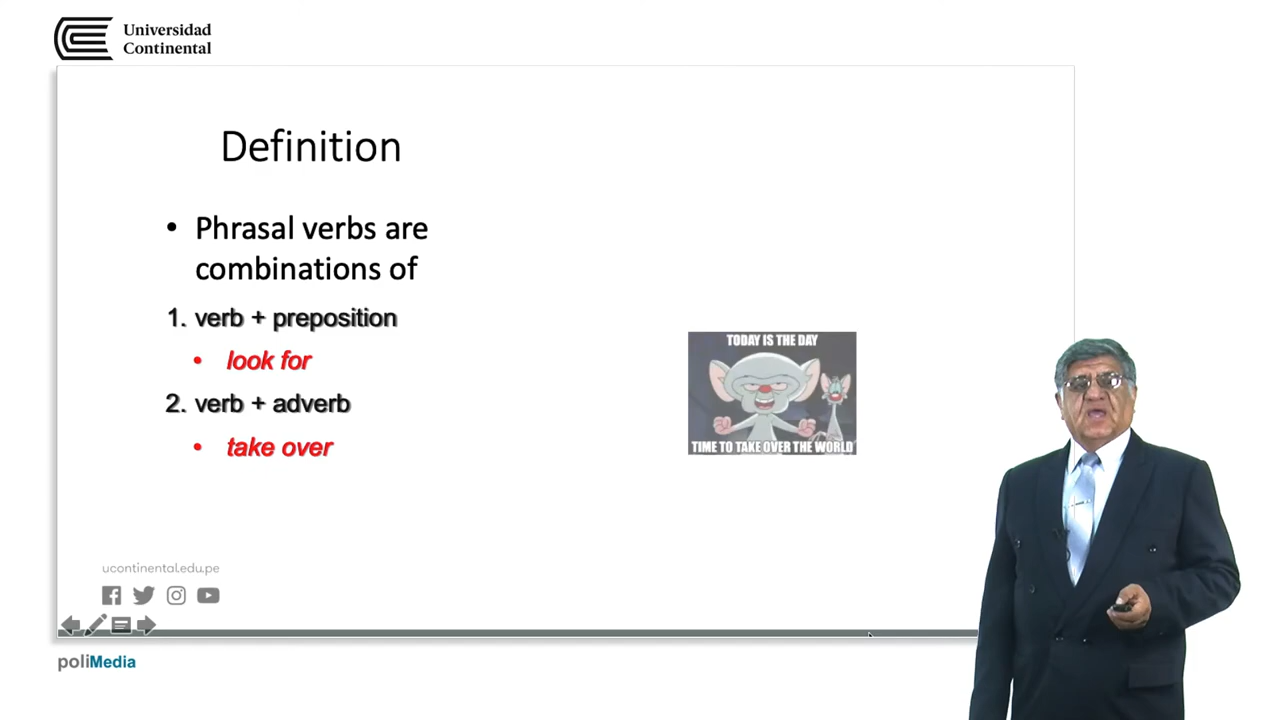 Universidad
Continental
Definition
• Phrasal verbs are
combinations of
1. verb + preposition
• look for
2. verb + adverb
• take over
TODAY IS THE DAY
TIME TO TAKE OVER THE WORLD
ucontinental.edu.pe
poliMedia